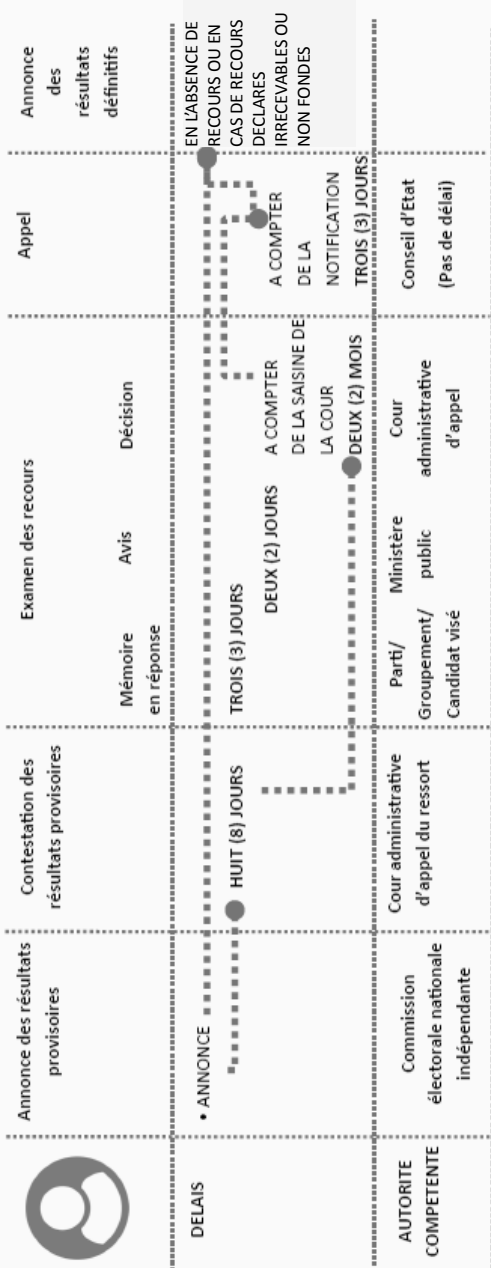 Annonce des résultats
provisoires
Contestation des
résultats provisoires
Examen des recours
Mémoire
en réponse
Avis
Décision
Appel
Annonce
des
résultats
définitifs
DELAIS
• ANNONCE
HUIT (8) JOURS
TROIS (3) JOURS
DEUX (2) JOURS
A COMPTER
DE LA SAISINE DE
LA COUR
DEUX (2) MOIS
A COMPTER
DE LA
NOTIFICATION
TROIS (3) JOURS
EN L'ABSENCE DE
RECOURS OU EN
CAS DE RECOURS
DECLARES
IRRECEVABLES OU
NON FONDES
AUTORITE
COMPETENTE
Commission
électorale nationale
indépendante
Cour administrative
d'appel du ressort
Parti/
Groupement/
Candidat visé
Ministère
public
Cour
administrative
d'appel
Conseil d'Etat
(Pas de délai)